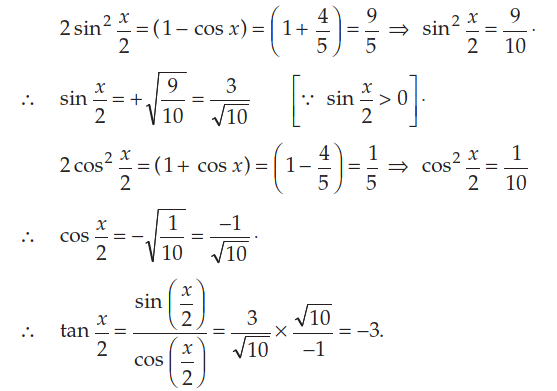 2 sin² x/2 = (1 − cos x) = (1 + 4/5) = 9/5 ⇒ sin² x/2 = 9/10 ·
∴ sin x/2 = +√(9/10) = 3/√10 [∵ sin x/2 > 0] ·
2 cos² x/2 = (1 + cos x) = (1 − 4/5) = 1/5 ⇒ cos² x/2 = 1/10
∴ cos x/2 = −√(1/10) = −1/√10 ·
∴ tan x/2 = sin(x/2)/cos(x/2) = 3/√10 × √10/−1 = −3.